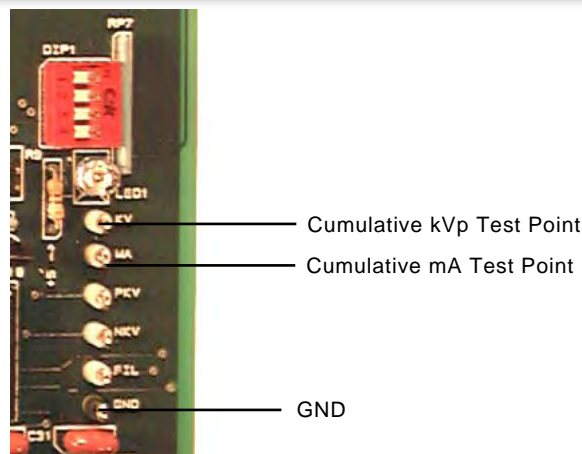 RP7
DIP1
R9
LED1
KV
Cumulative kVp Test Point
MA
Cumulative mA Test Point
PKV
NKV
FIL
GND
GND
C31